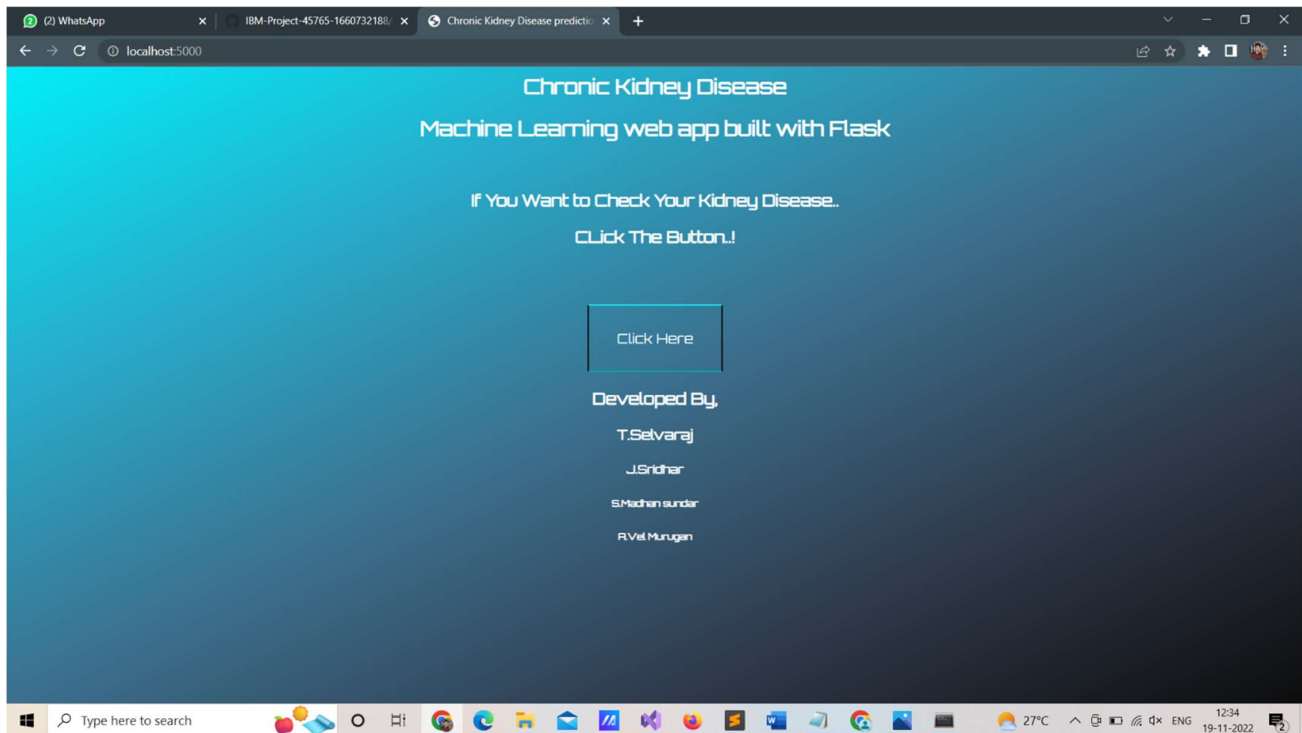 (2) WhatsApp
IBM-Project-45765-1660732188/
Chronic Kidney Disease predictio
localhost:5000
Chronic Kidney Disease
Machine Learning web app built with Flask
If You Want to Check Your Kidney Disease..
CLick The Button..!
Click Here
Developed By,
T.Selvaraj
J.Sridhar
S.Madhan sundar
R.Vel Murugan
Type here to search
27°C
ENG
12:34
19-11-2022
2